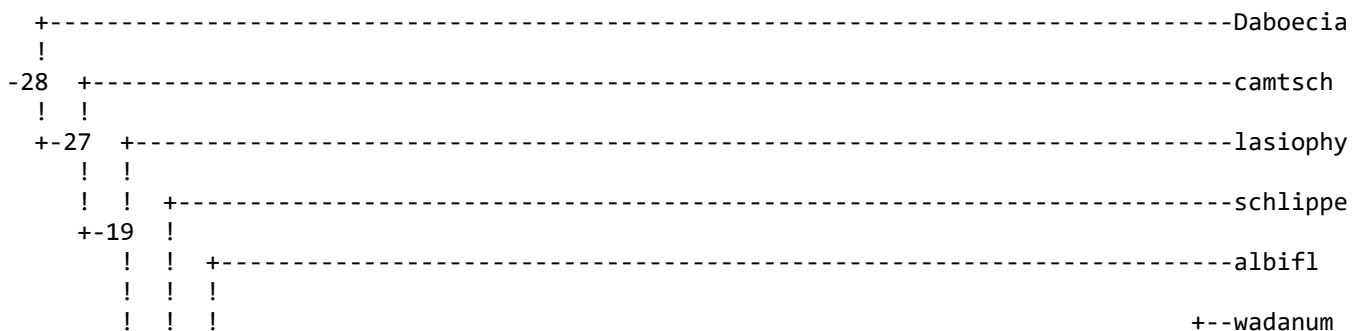 +------------------------------------------------------------------------------------Daboecia
  !
-28  +---------------------------------------------------------------------------------camtsch
  !  !
  +-27  +------------------------------------------------------------------------------lasiophy
     !  !
     !  !  +---------------------------------------------------------------------------schlippe
     +-19  !
        !  !  +------------------------------------------------------------------------albifl
        !  !  !
        !  !  !                                                                     +--wadanum